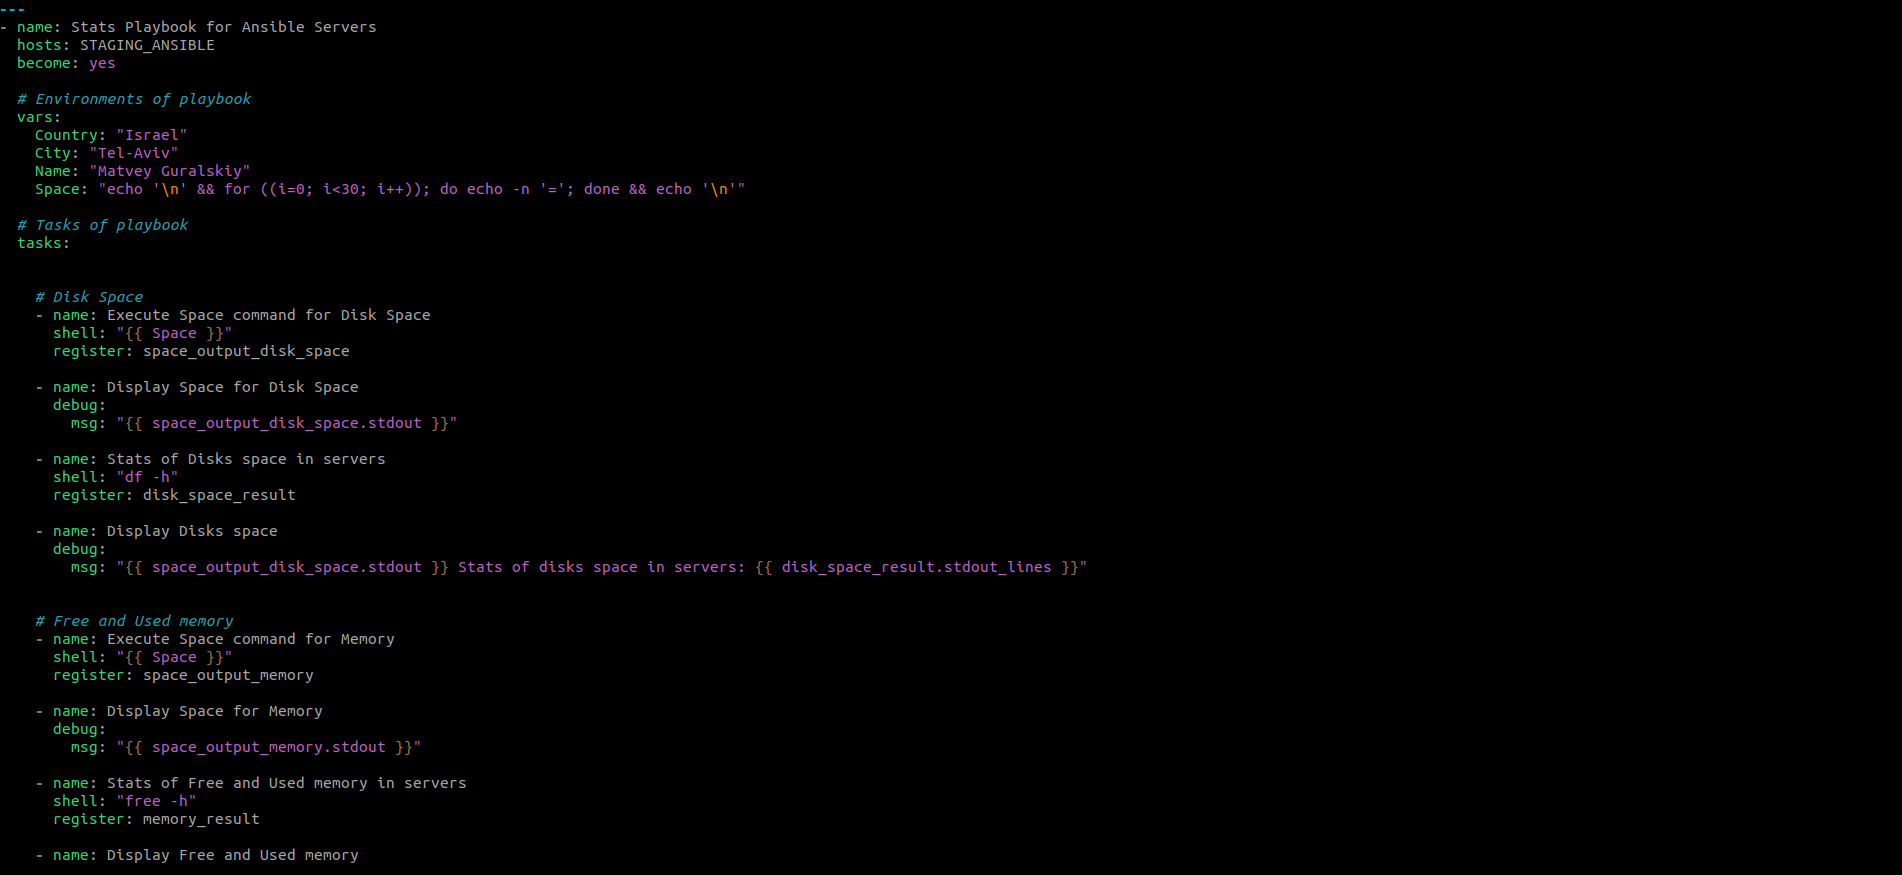 ---
- name: Stats Playbook for Ansible Servers
  hosts: STAGING_ANSIBLE
  become: yes

  # Environments of playbook
  vars:
    Country: "Israel"
    City: "Tel-Aviv"
    Name: "Matvey Guralskiy"
    Space: "echo '\n' && for ((i=0; i<30; i++)); do echo -n '='; done && echo '\n'"

  # Tasks of playbook
  tasks:


    # Disk Space
    - name: Execute Space command for Disk Space
      shell: "{{ Space }}"
      register: space_output_disk_space

    - name: Display Space for Disk Space
      debug:
        msg: "{{ space_output_disk_space.stdout }}"

    - name: Stats of Disks space in servers
      shell: "df -h"
      register: disk_space_result

    - name: Display Disks space
      debug:
        msg: "{{ space_output_disk_space.stdout }} Stats of disks space in servers: {{ disk_space_result.stdout_lines }}"


    # Free and Used memory
    - name: Execute Space command for Memory
      shell: "{{ Space }}"
      register: space_output_memory

    - name: Display Space for Memory
      debug:
        msg: "{{ space_output_memory.stdout }}"

    - name: Stats of Free and Used memory in servers
      shell: "free -h"
      register: memory_result

    - name: Display Free and Used memory